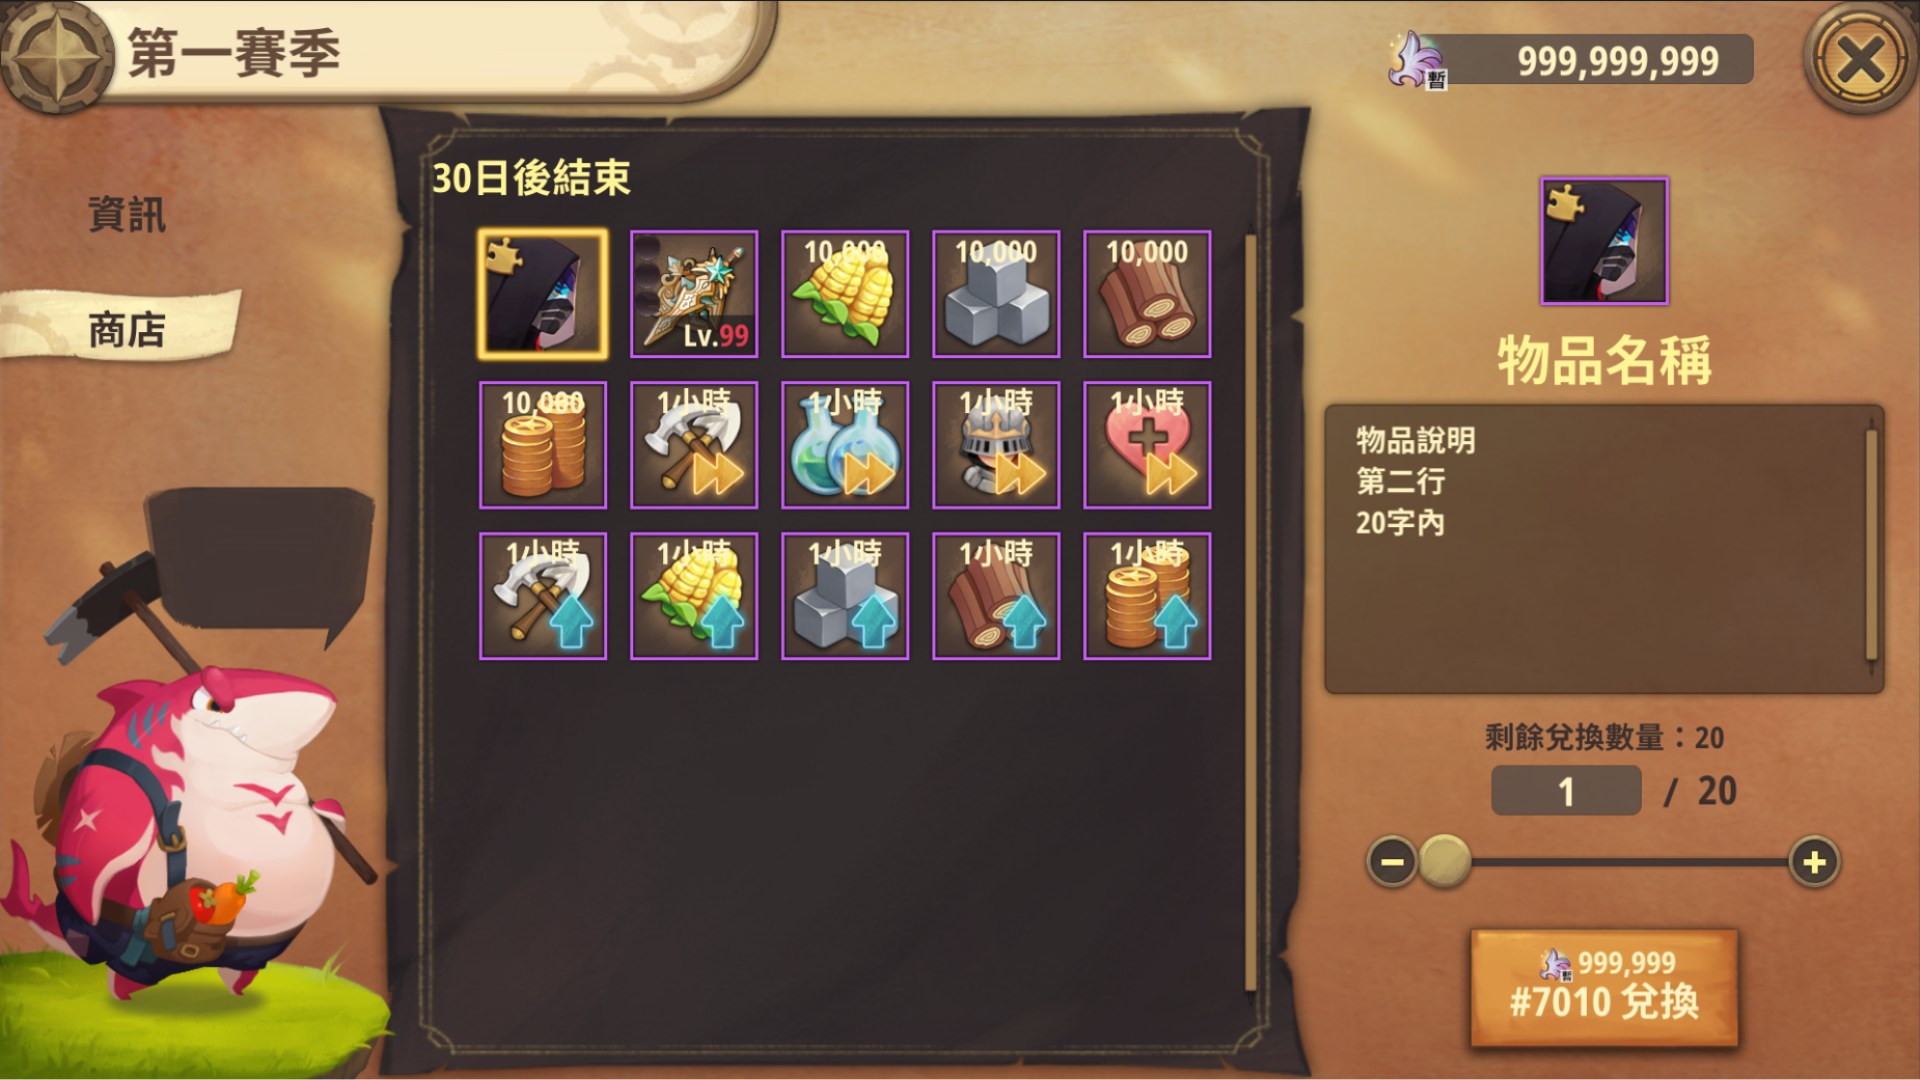 第一賽季
暫
999,999,999
資訊
商店
30日後結束
Lv.99
10,000
10,000
10,000
10,000
1小時
1小時
1小時
1小時
1小時
1小時
1小時
1小時
1小時
物品名稱
物品說明
第二行
20字內
剩餘兌換數量：20
1 / 20
暫 999,999
#7010 兌換